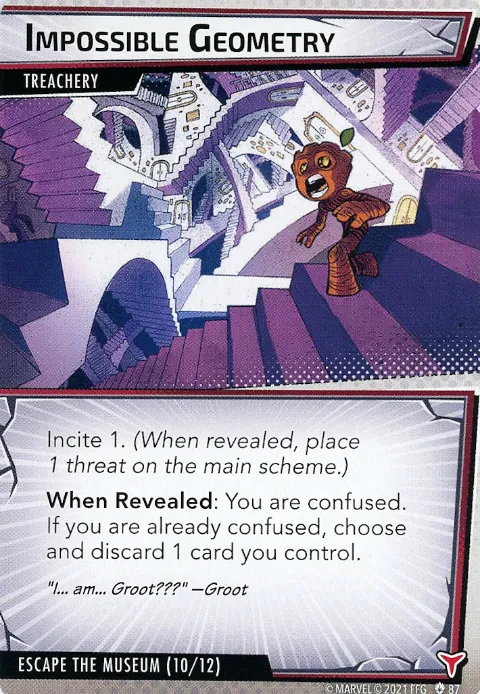 IMPOSSIBLE GEOMETRY
TREACHERY
Incite 1. (When revealed, place
1 threat on the main scheme.)
When Revealed: You are confused.
If you are already confused, choose
and discard 1 card you control.
"I... am... Groot???" —Groot
ESCAPE THE MUSEUM (10/12)
© MARVEL © 2021 FFG 87